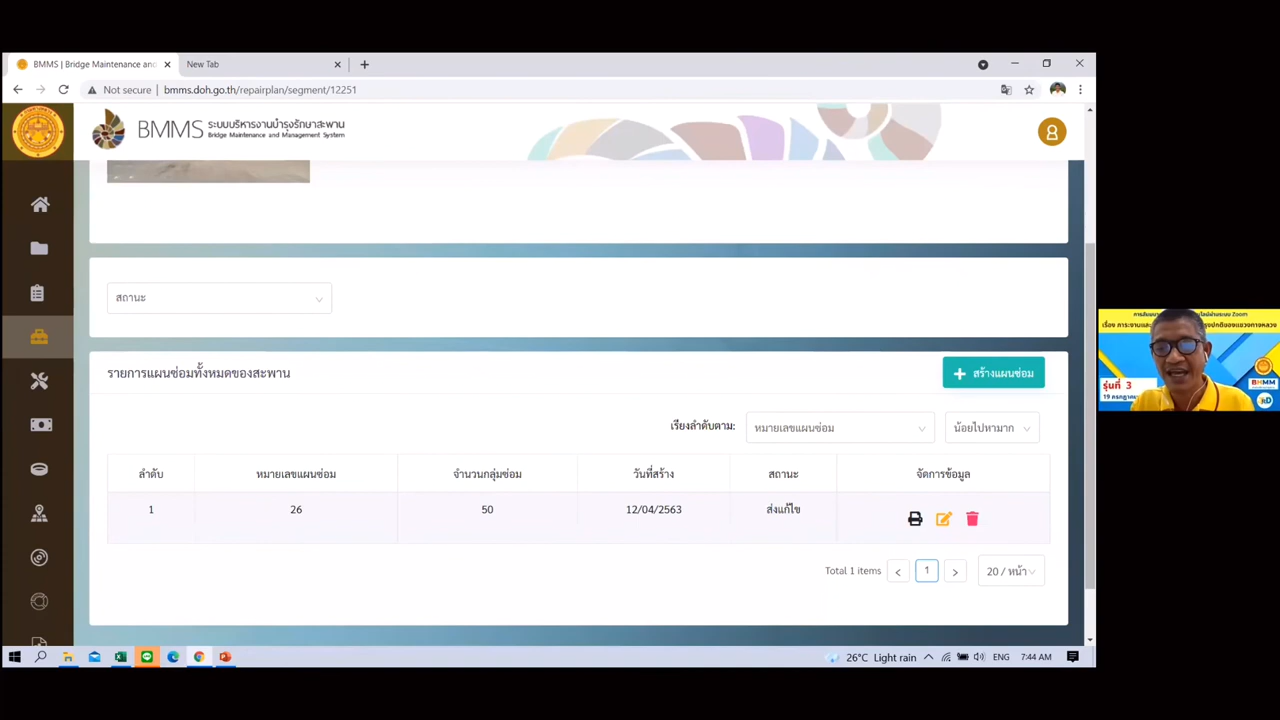 BMMS | Bridge Maintenance and
New Tab
Not secure | bmms.doh.go.th/repairplan/segment/12251
BMMS ระบบบริหารงานบำรุงรักษาสะพาน
Bridge Maintenance and Management System
สถานะ
รายการแผนซ่อมทั้งหมดของสะพาน
สร้างแผนซ่อม
เรียงลำดับตาม: หมายเลขแผนซ่อม น้อยไปหามาก
ลำดับ หมายเลขแผนซ่อม จำนวนกลุ่มซ่อม วันที่สร้าง สถานะ จัดการข้อมูล
1 26 50 12/04/2563 ส่งแก้ไข
Total 1 items < 1 > 20 / หน้า
26°C Light rain ENG 7:44 AM
รุ่นที่ 3